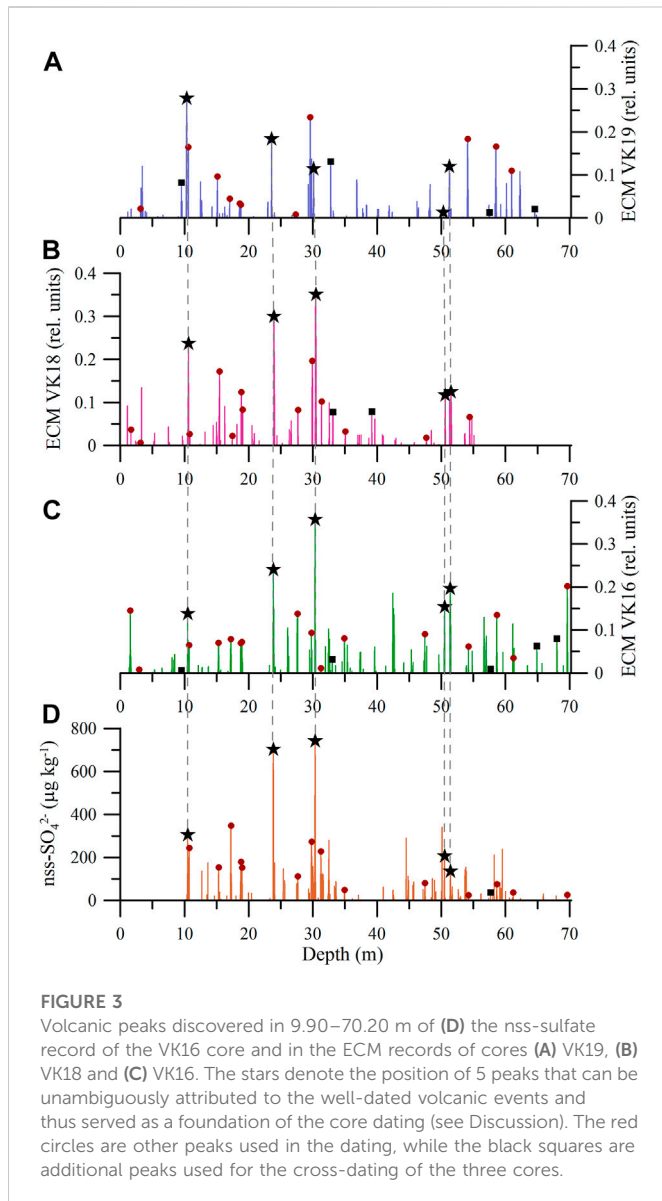 A
0.4
0.3
0.2
0.1
0
ECM VK19 (rel. units)
0 10 20 30 40 50 60 70
B
0.4
0.3
0.2
0.1
0
ECM VK18 (rel. units)
0 10 20 30 40 50 60 70
C
0.4
0.3
0.2
0.1
0
ECM VK16 (rel. units)
0 10 20 30 40 50 60 70
D
800
600
400
200
0
nss-SO₄²⁻ (µg kg⁻¹)
0 10 20 30 40 50 60 70
Depth (m)
FIGURE 3
Volcanic peaks discovered in 9.90–70.20 m of (D) the nss-sulfate
record of the VK16 core and in the ECM records of cores (A) VK19, (B)
VK18 and (C) VK16. The stars denote the position of 5 peaks that can be
unambiguously attributed to the well-dated volcanic events and
thus served as a foundation of the core dating (see Discussion). The red
circles are other peaks used in the dating, while the black squares are
additional peaks used for the cross-dating of the three cores.